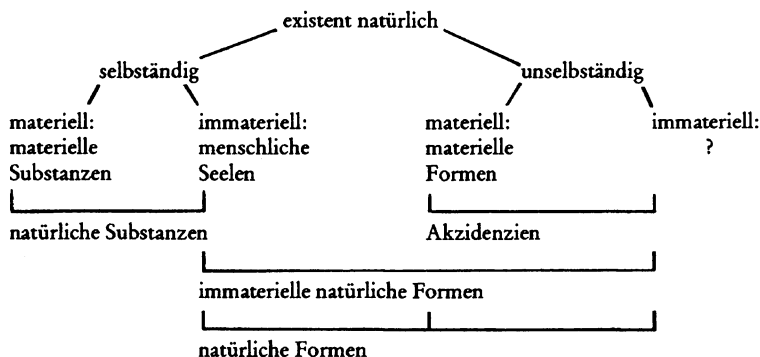 existent natürlich
selbständig unselbständig
materiell: immateriell: materiell: immateriell:
materielle menschliche materielle ?
Substanzen Seelen Formen
natürliche Substanzen Akzidenzien
immaterielle natürliche Formen
natürliche Formen